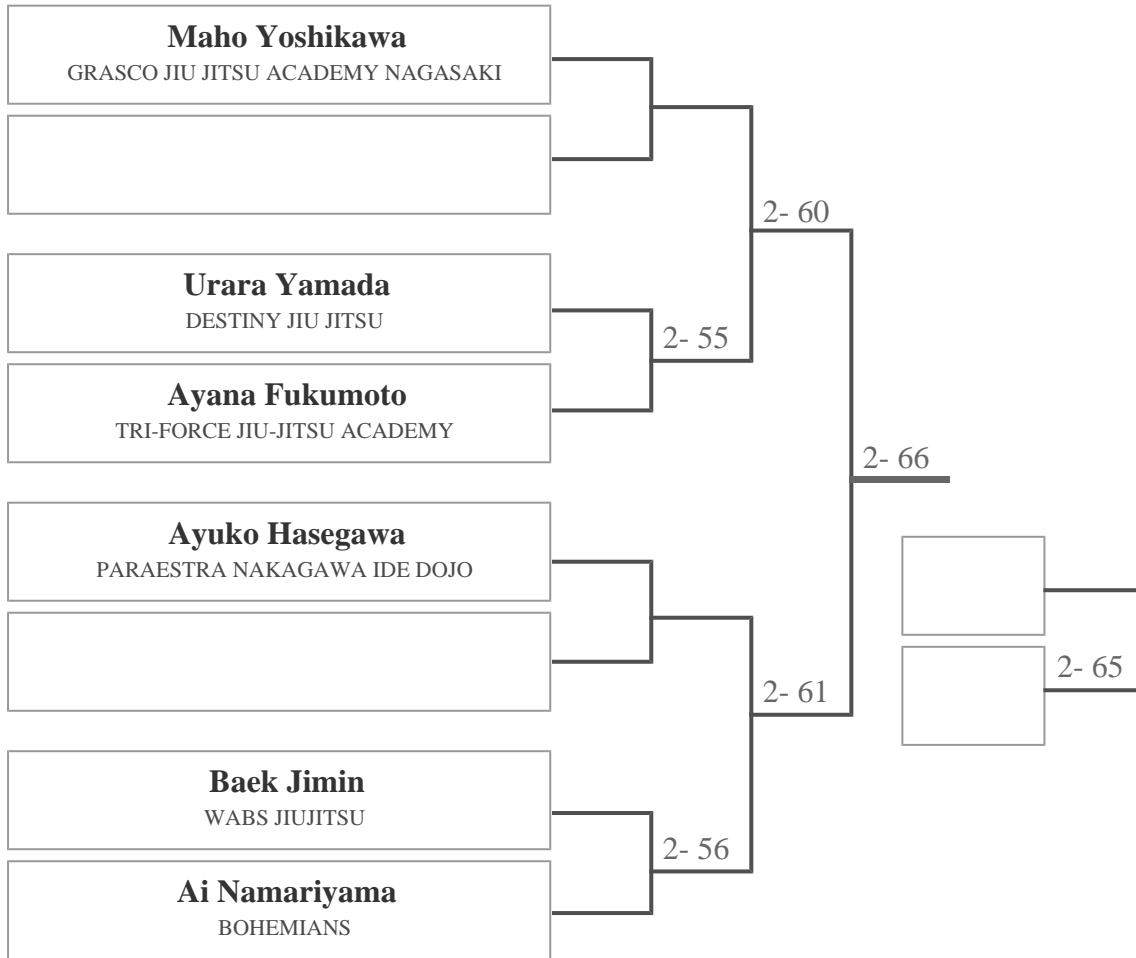 Maho Yoshikawa
GRASCO JIU JITSU ACADEMY NAGASAKI
2- 60
Urara Yamada
DESTINY JIU JITSU
2- 55
Ayana Fukumoto
TRI-FORCE JIU-JITSU ACADEMY
2- 66
Ayuko Hasegawa
PARAESTRA NAKAGAWA IDE DOJO
2- 61
2- 65
Baek Jimin
WABS JIUJITSU
2- 56
Ai Namariyama
BOHEMIANS